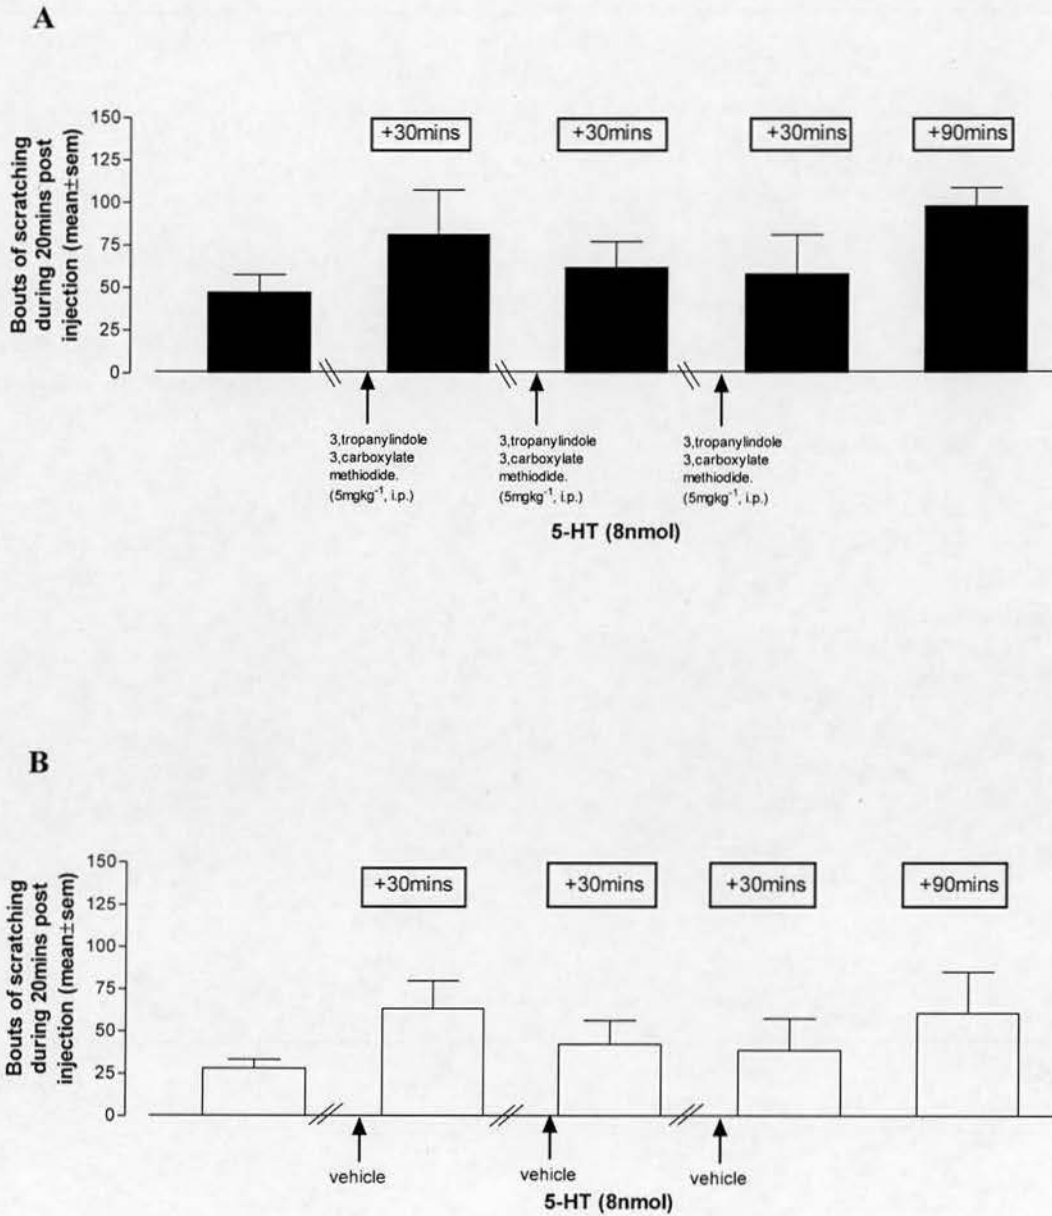 A
Bouts of scratching
during 20mins post
injection (mean±sem)
150
125
100
75
50
25
0
+30mins
+30mins
+30mins
+90mins
3,tropanylindole
3,carboxylate
methiodide.
(5mgkg⁻¹, i.p.)
3,tropanylindole
3,carboxylate
methiodide.
(5mgkg⁻¹, i.p.)
3,tropanylindole
3,carboxylate
methiodide.
(5mgkg⁻¹, i.p.)
5-HT (8nmol)
B
Bouts of scratching
during 20mins post
injection (mean±sem)
150
125
100
75
50
25
0
+30mins
+30mins
+30mins
+90mins
vehicle
vehicle
vehicle
5-HT (8nmol)